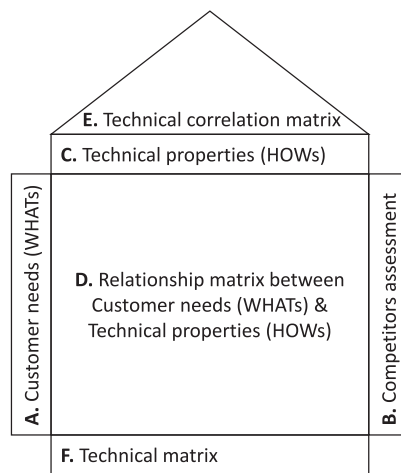 E. Technical correlation matrix
C. Technical properties (HOWs)
A. Customer needs (WHATs)
D. Relationship matrix between
Customer needs (WHATs) &
Technical properties (HOWs)
B. Competitors assessment
F. Technical matrix